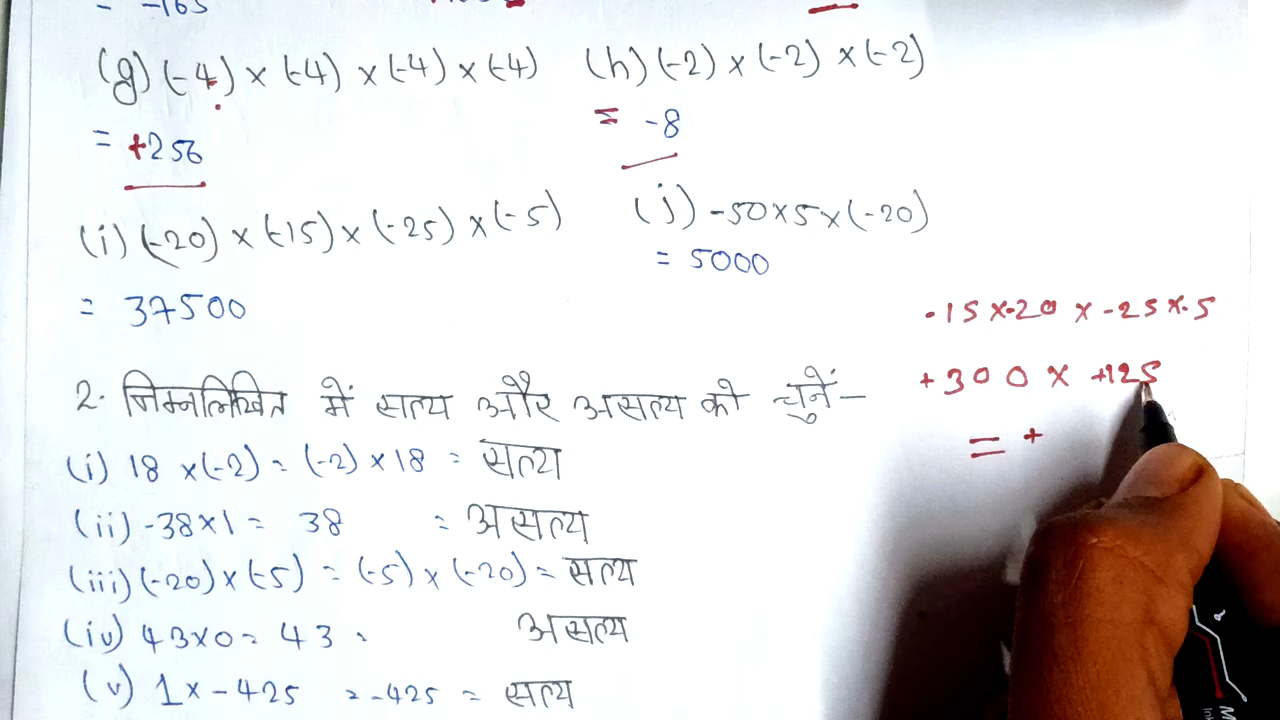 - -165
(g) (-4) × (-4) × (-4) × (-4) (h) (-2) × (-2) × (-2)
= +256 = -8
(i) (-20) × (-15) × (-25) × (-5) (j) -50×5×(-20)
= 37500 = 5000
-15×-20 × -25×-5
+300 × +125
= +
2. निम्नलिखित में सत्य और असत्य को चुनें–
(i) 18 ×(-2) = (-2) × 18 = सत्य
(ii) -38×1 = 38 = असत्य
(iii) (-20) × (-5) = (-5) × (-20) = सत्य
(iv) 43×0 = 43 = असत्य
(v) 1 × -425 = -425 = सत्य